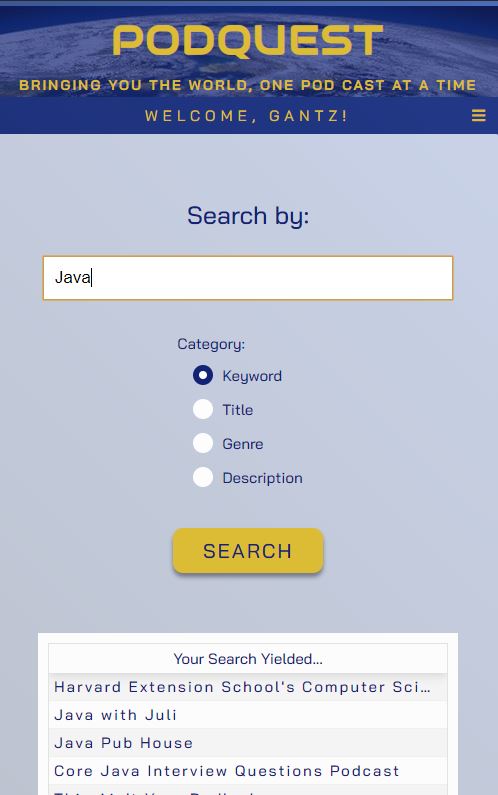 PODQUEST
BRINGING YOU THE WORLD, ONE POD CAST AT A TIME
WELCOME, GANTZ!
Search by:
Java
Category:
Keyword
Title
Genre
Description
SEARCH
Your Search Yielded...
Harvard Extension School's Computer Sci...
Java with Juli
Java Pub House
Core Java Interview Questions Podcast